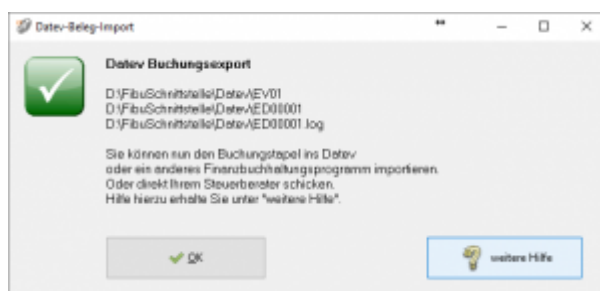 Datev-Beleg-Import
Datev Buchungsexport
D:\FibuSchnittstelle\Datev\EV01
D:\FibuSchnittstelle\Datev\ED00001
D:\FibuSchnittstelle\Datev\ED00001.log
Sie können nun den Buchungstapel ins Datev
oder ein anderes Finanzbuchhaltungsprogramm importieren.
Oder direkt Ihrem Steuerberater schicken.
Hilfe hierzu erhalte Sie unter "weitere Hilfe".
OK
weitere Hilfe